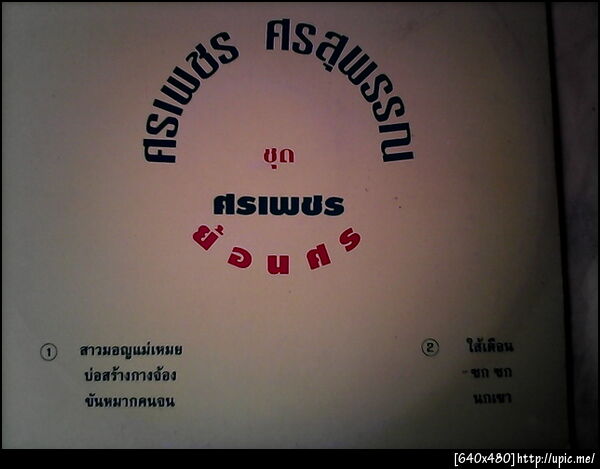 ศรเพชร ศรสุพรรณ
ชุด
ศรเพชร
ย้อนศร
1 สาวมอญแม่เหมย
บ่อสร้างกางจ้อง
ขันหมากคนจน
2 ไส้เดือน
ชก ชก
นกเขา
[640x480]http://upic.me/